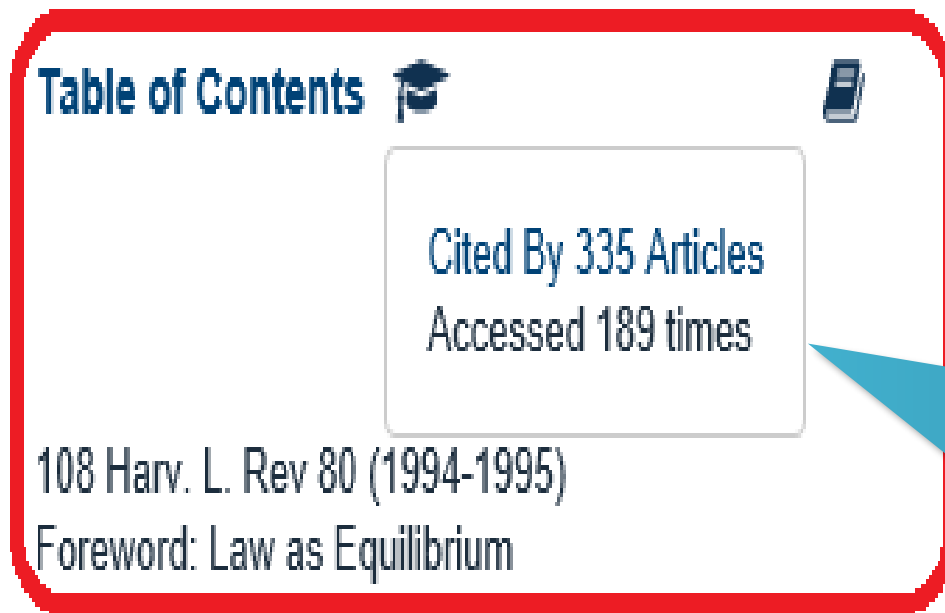 Table of Contents
Cited By 335 Articles
Accessed 189 times
108 Harv. L. Rev 80 (1994-1995)
Foreword: Law as Equilibrium